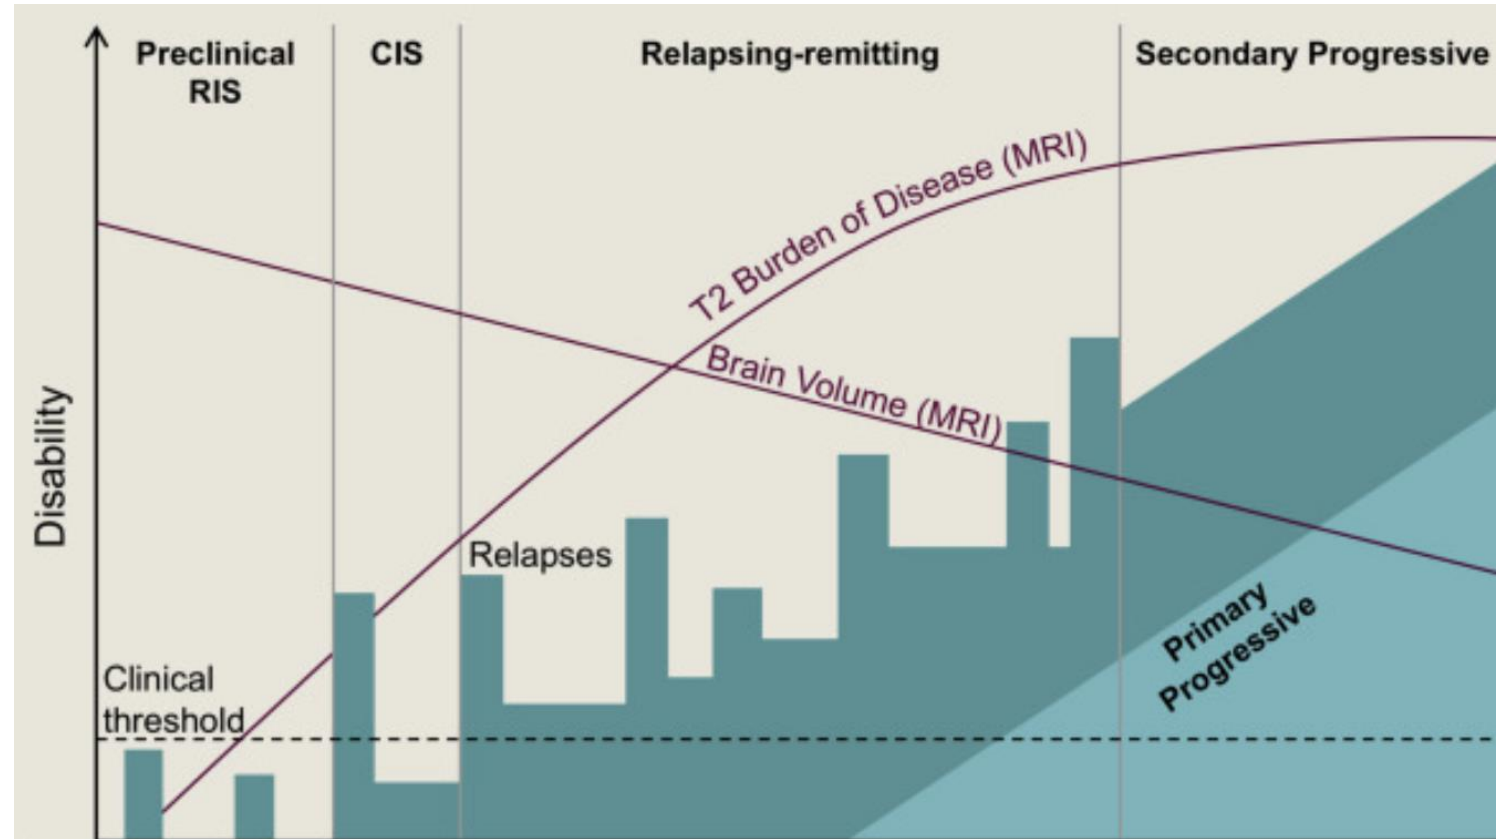 Preclinical
RIS
CIS
Relapsing-remitting
Secondary Progressive
T2 Burden of Disease (MRI)
Brain Volume (MRI)
Disability
Relapses
Clinical
threshold
Primary
Progressive